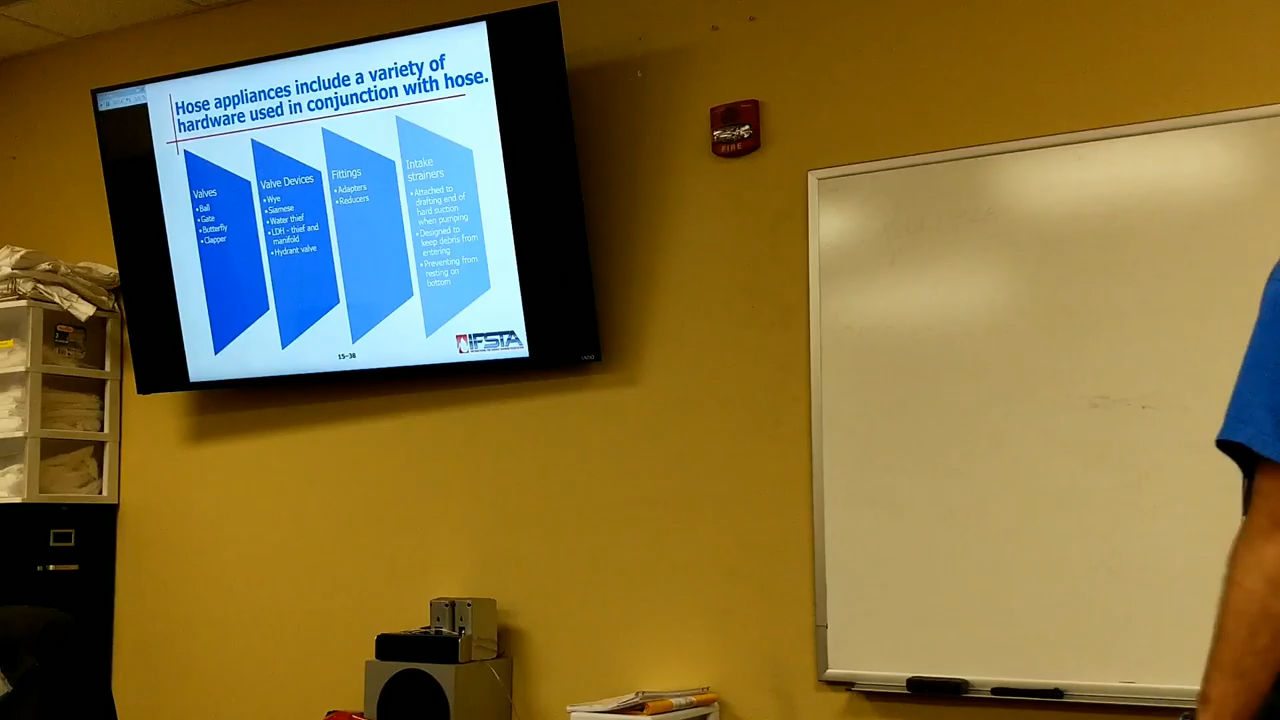 Hose appliances include a variety of
hardware used in conjunction with hose.
Valves
• Ball
• Gate
• Butterfly
• Clapper
Valve Devices
• Wye
• Siamese
• Water thief
• LDH - thief and
manifold
• Hydrant valve
Fittings
• Adapters
• Reducers
Intake
strainers
• Attached to
drafting end of
hard suction
when pumping
• Designed to
keep debris from
entering
• Preventing from
resting on
bottom
15-38
IFSTA
VIZIO
FIRE